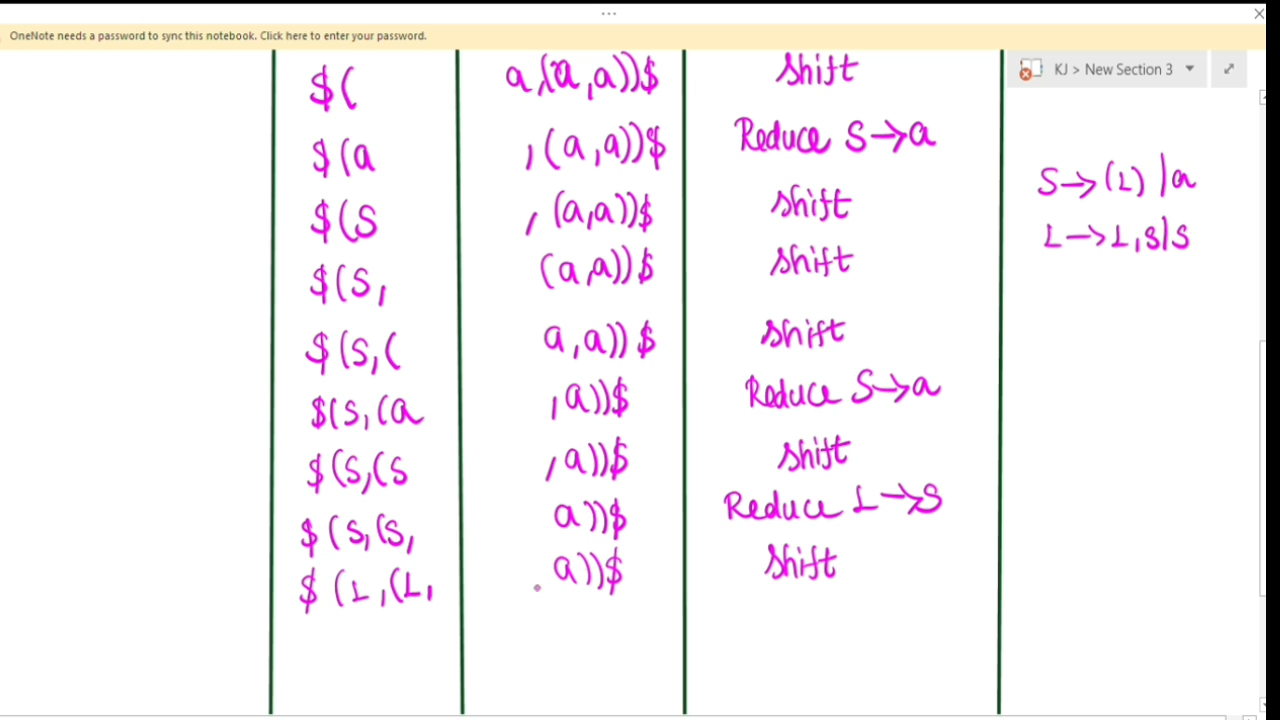 OneNote needs a password to sync this notebook. Click here to enter your password.
KJ > New Section 3
$( a,(a,a))$ Shift
$(a ,(a,a))$ Reduce S→a
$(S ,(a,a))$ Shift
$(S, (a,a))$ Shift
$(S,( a,a))$ Shift
$(S,(a ,a))$ Reduce S→a
$(S,(S ,a))$ Shift
$(S,(S, a))$ Reduce L→S
$(L,(L, a))$ Shift
S→(L)|a
L→L,S|S